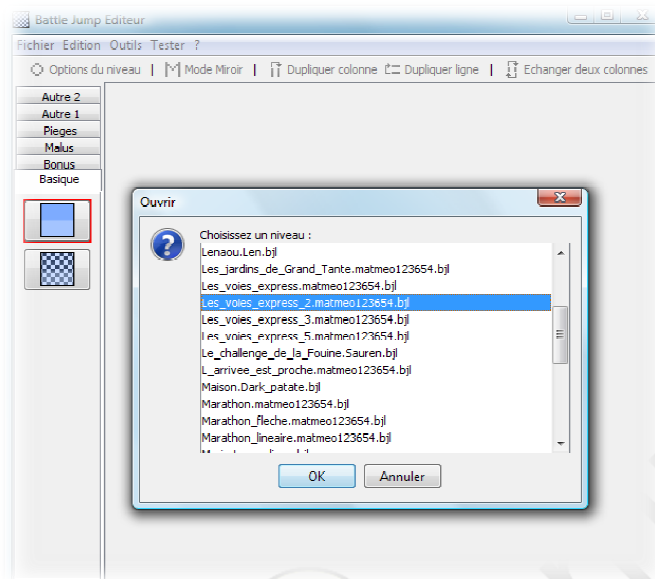 Battle Jump Editeur
Fichier Edition Outils Tester ?
Options du niveau | Mode Miroir | Dupliquer colonne Dupliquer ligne | Echanger deux colonnes
Autre 2
Autre 1
Pieges
Malus
Bonus
Basique
Ouvrir
Choisissez un niveau :
Lenaou.Len.bjl
Les_jardins_de_Grand_Tante.matmeo123654.bjl
Les_voies_express.matmeo123654.bjl
Les_voies_express_2.matmeo123654.bjl
Les_voies_express_3.matmeo123654.bjl
Les_voies_express_5.matmeo123654.bjl
Le_challenge_de_la_Fouine.Sauren.bjl
L_arrivee_est_proche.matmeo123654.bjl
Maison.Dark_patate.bjl
Marathon.matmeo123654.bjl
Marathon_fleche.matmeo123654.bjl
Marathon_lineaire.matmeo123654.bjl
OK Annuler